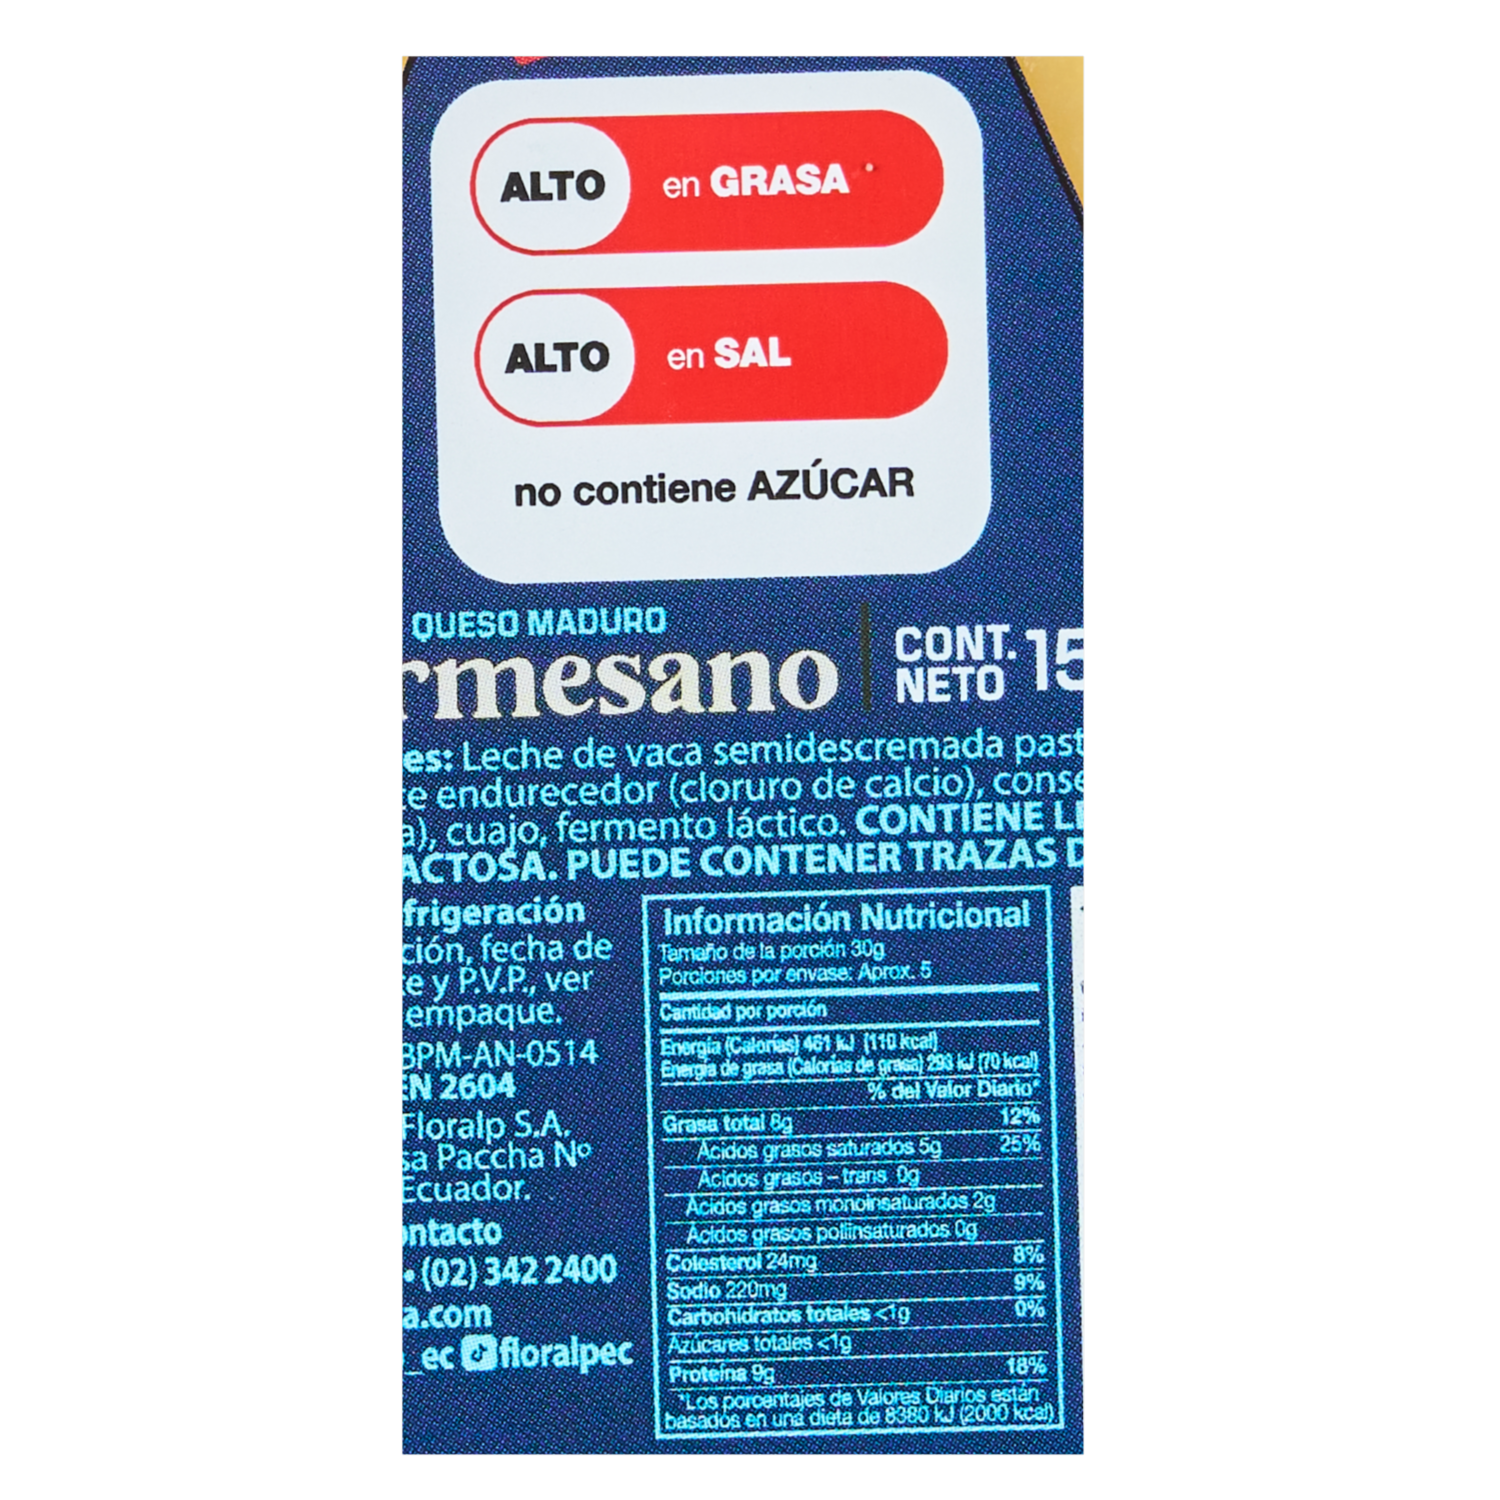 ALTO en GRASA
ALTO en SAL
no contiene AZÚCAR
QUESO MADURO
rmesano
CONT. NETO 15
es: Leche de vaca semidescremada past
e endurecedor (cloruro de calcio), conse
a), cuajo, fermento láctico. CONTIENE LE
ACTOSA. PUEDE CONTENER TRAZAS D
frigeración
ción, fecha de
e y P.V.P., ver
empaque.
BPM-AN-0514
EN 2604
Floralp S.A.
sa Paccha Nº
Ecuador.
ontacto
• (02) 342 2400
a.com
_ec floralpec
Información Nutricional
Tamaño de la porción 30g
Porciones por envase: Aprox. 5
Cantidad por porción
Energía (Calorías) 461 kJ (110 kcal)
Energía de grasa (Calorías de grasa) 293 kJ (70 kcal)
% del Valor Diario*
Grasa total 8g 12%
Ácidos grasos saturados 5g 25%
Ácidos grasos – trans 0g
Ácidos grasos monoinsaturados 2g
Ácidos grasos poliinsaturados 0g
Colesterol 24mg 8%
Sodio 220mg 9%
Carbohidratos totales <1g 0%
Azúcares totales <1g
Proteína 9g 18%
*Los porcentajes de Valores Diarios están
basados en una dieta de 8380 kJ (2000 kcal)